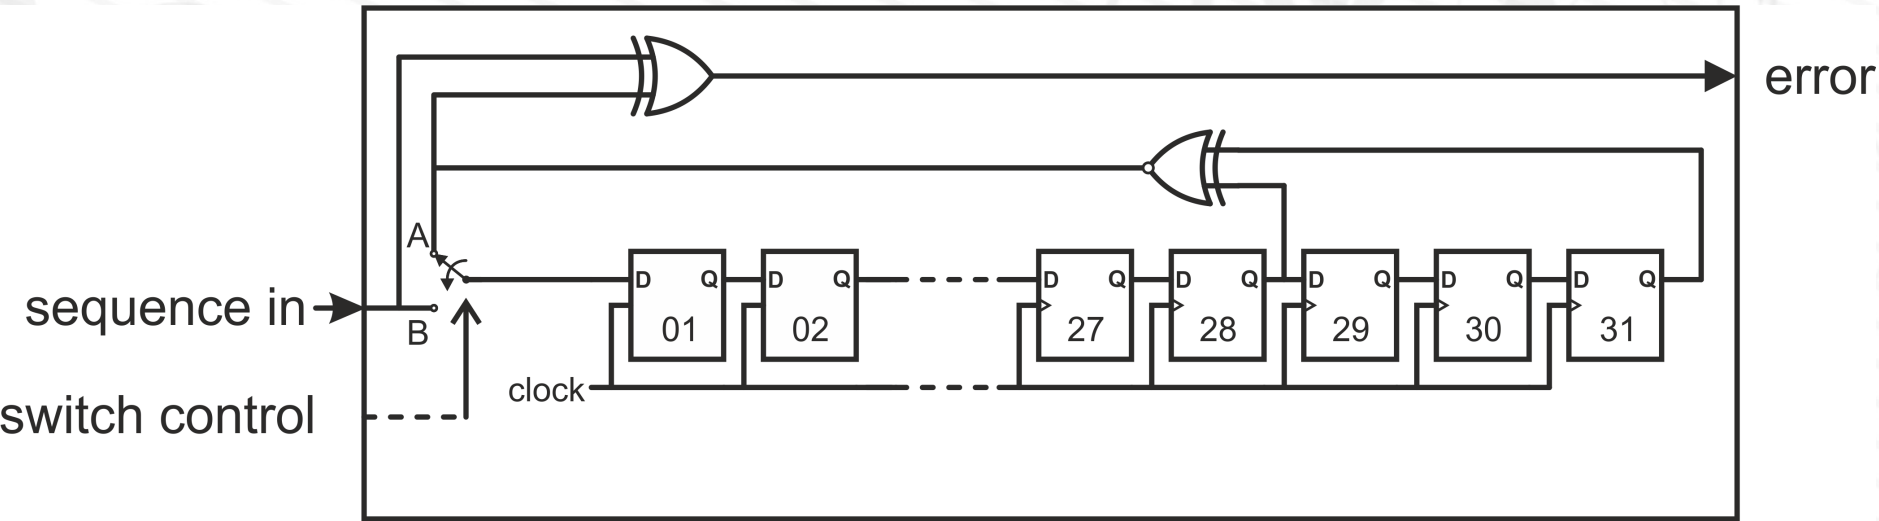 error
A
D Q D Q D Q D Q D Q D Q D Q
sequence in
01 02 27 28 29 30 31
B
clock
switch control